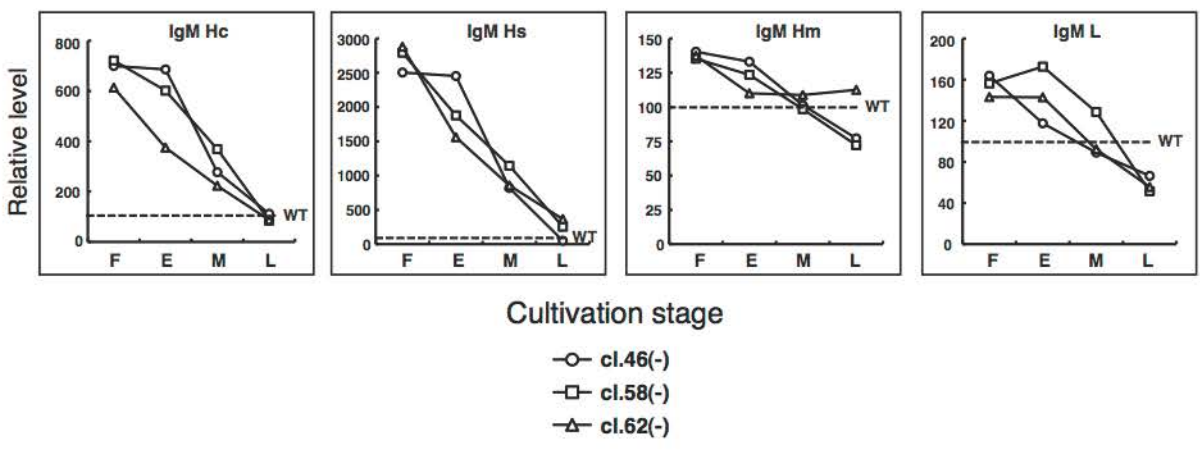 IgM Hc
IgM Hs
IgM Hm
IgM L
Relative level
800
600
400
200
0
WT
F E M L
3000
2500
2000
1500
1000
500
0
WT
F E M L
150
125
100
75
50
25
0
WT
F E M L
200
160
120
80
40
0
WT
F E M L
Cultivation stage
cl.46(-)
cl.58(-)
cl.62(-)